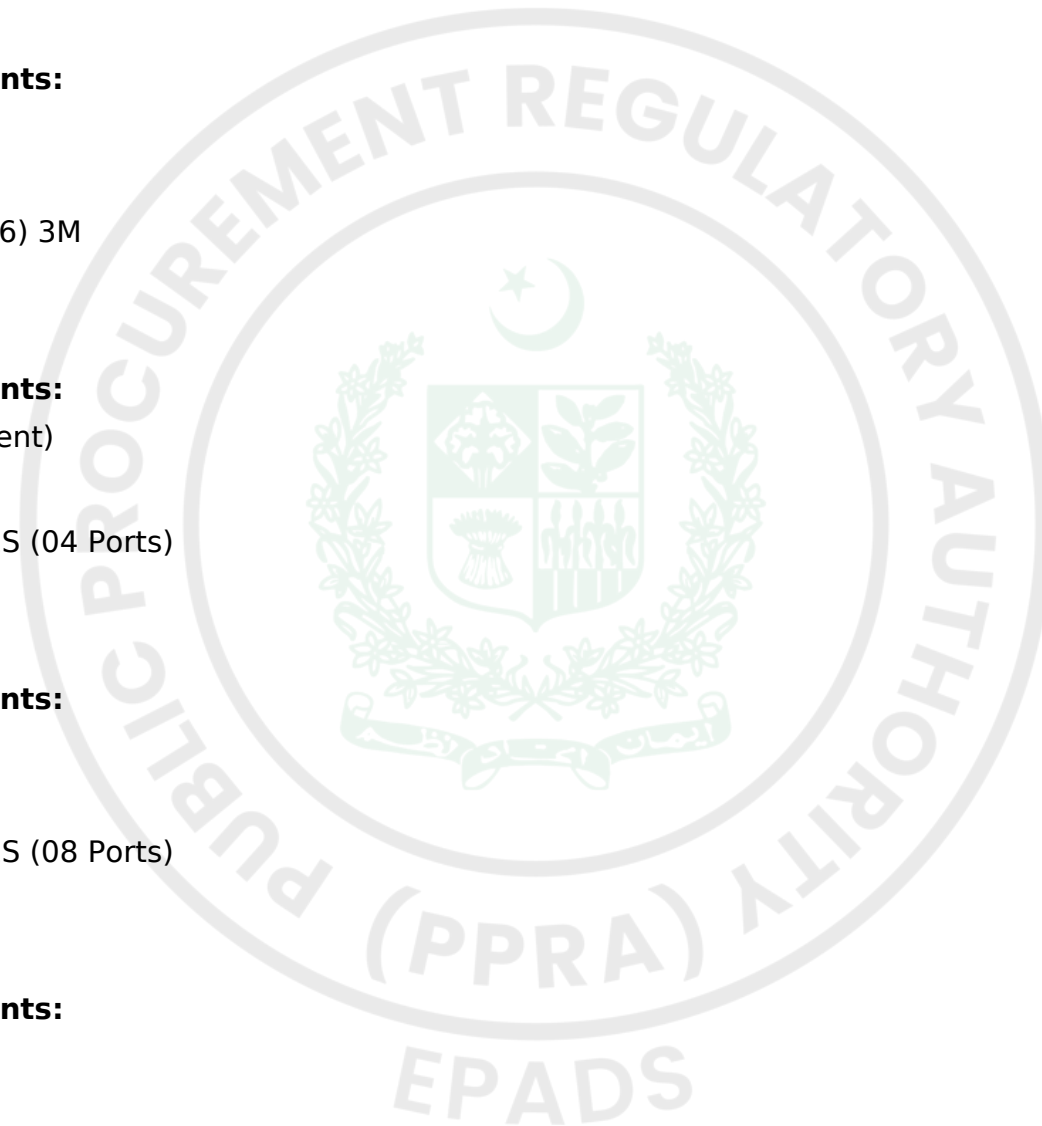 nts:
6) 3M
nts:
ent)
S (04 Ports)
nts:
S (08 Ports)
nts:
PUBLIC PROCUREMENT REGULATORY AUTHORITY
(PPRA)
EPADS